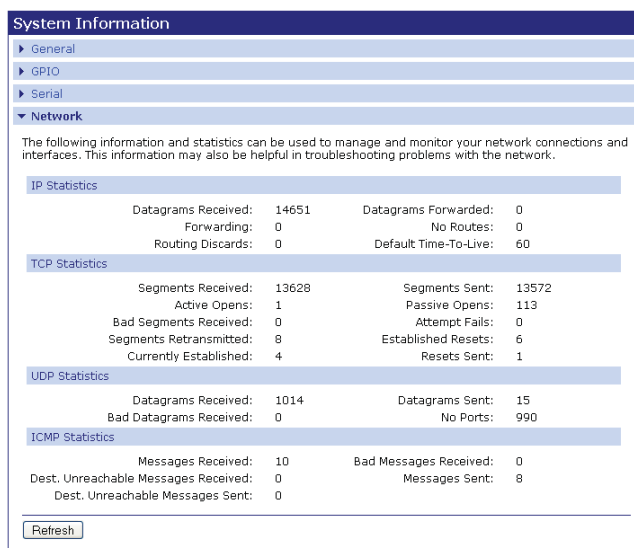 System Information
General
GPIO
Serial
Network
The following information and statistics can be used to manage and monitor your network connections and
interfaces. This information may also be helpful in troubleshooting problems with the network.
IP Statistics
Datagrams Received: 14651 Datagrams Forwarded: 0
Forwarding: 0 No Routes: 0
Routing Discards: 0 Default Time-To-Live: 60
TCP Statistics
Segments Received: 13628 Segments Sent: 13572
Active Opens: 1 Passive Opens: 113
Bad Segments Received: 0 Attempt Fails: 0
Segments Retransmitted: 8 Established Resets: 6
Currently Established: 4 Resets Sent: 1
UDP Statistics
Datagrams Received: 1014 Datagrams Sent: 15
Bad Datagrams Received: 0 No Ports: 990
ICMP Statistics
Messages Received: 10 Bad Messages Received: 0
Dest. Unreachable Messages Received: 0 Messages Sent: 8
Dest. Unreachable Messages Sent: 0
Refresh